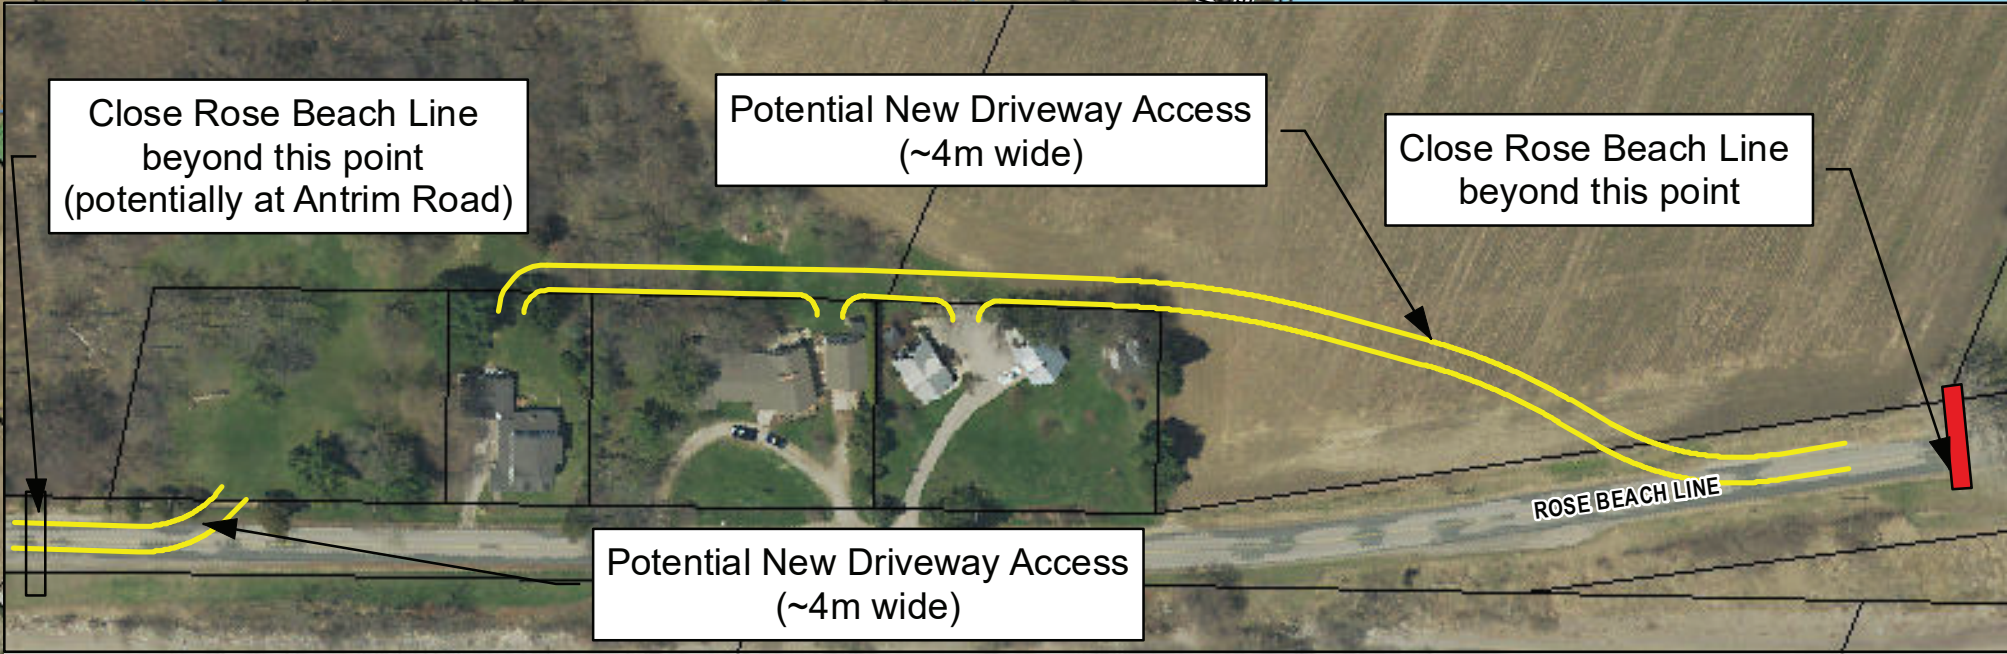 Close Rose Beach Line
beyond this point
(potentially at Antrim Road)
Potential New Driveway Access
(~4m wide)
Close Rose Beach Line
beyond this point
ROSE BEACH LINE
Potential New Driveway Access
(~4m wide)